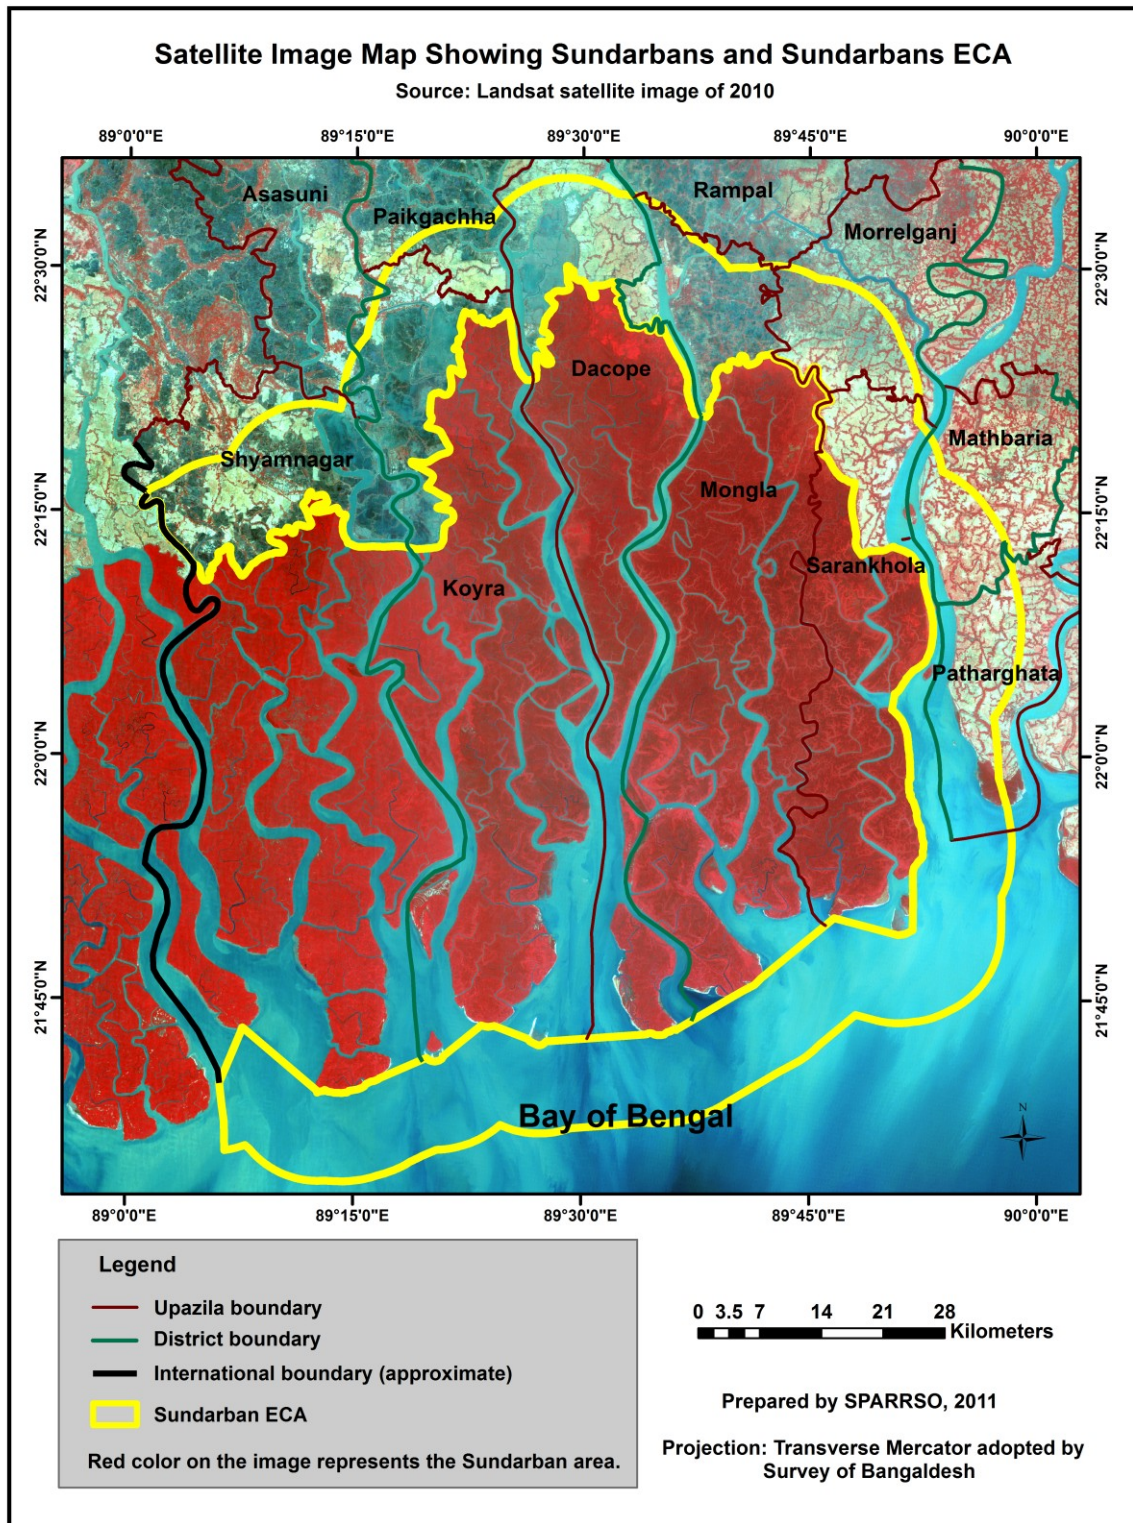 Satellite Image Map Showing Sundarbans and Sundarbans ECA
Source: Landsat satellite image of 2010
89°0'0"E 89°15'0"E 89°30'0"E 89°45'0"E 90°0'0"E
Asasuni
Rampal
Paikgachha
Morrelganj
22°30'0"N
22°30'0"N
Dacope
Mathbaria
Shyamnagar
Mongla
22°15'0"N
22°15'0"N
Sarankhola
Koyra
Patharghata
22°0'0"N
22°0'0"N
21°45'0"N
21°45'0"N
Bay of Bengal
N
89°0'0"E 89°15'0"E 89°30'0"E 89°45'0"E 90°0'0"E
Legend
Upazila boundary
District boundary
International boundary (approximate)
Sundarban ECA
Red color on the image represents the Sundarban area.
0 3.5 7 14 21 28
Kilometers
Prepared by SPARRSO, 2011
Projection: Transverse Mercator adopted by
Survey of Bangaldesh